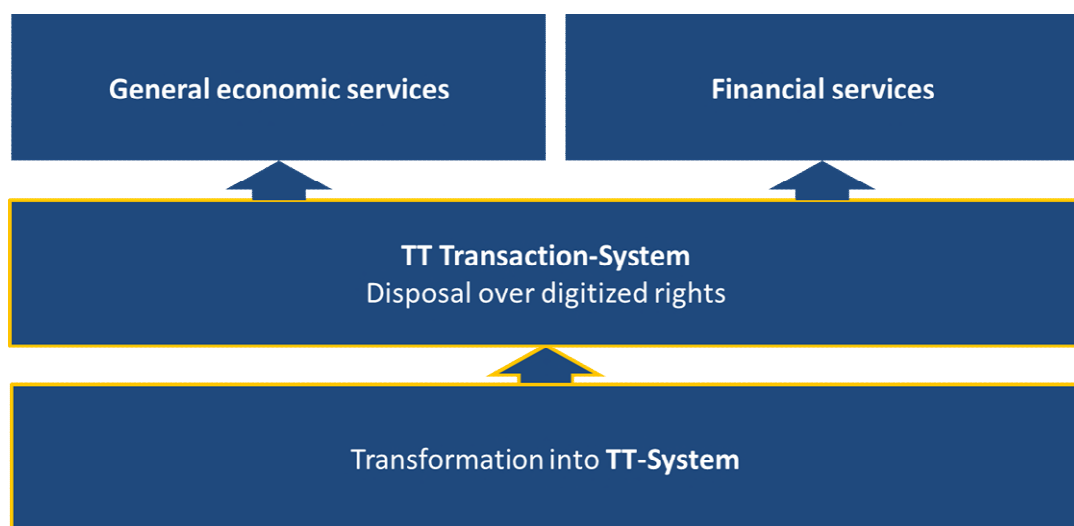 General economic services
Financial services
TT Transaction-System
Disposal over digitized rights
Transformation into TT-System